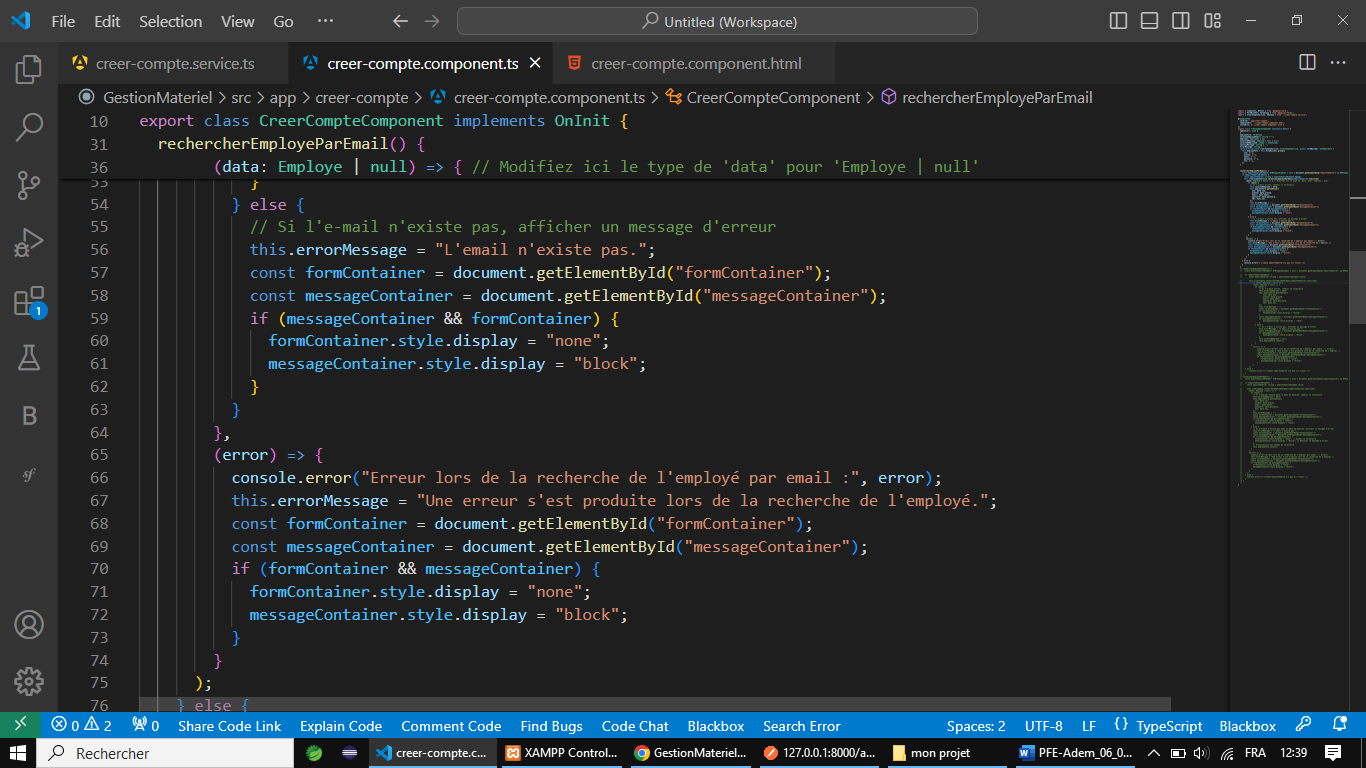 File Edit Selection View Go ··· Untitled (Workspace)
creer-compte.service.ts creer-compte.component.ts creer-compte.component.html
GestionMateriel > src > app > creer-compte > creer-compte.component.ts > CreerCompteComponent > rechercherEmployeParEmail
10 export class CreerCompteComponent implements OnInit {
31 rechercherEmployeParEmail() {
36 (data: Employe | null) => { // Modifiez ici le type de 'data' pour 'Employe | null'
53 }
54 } else {
55 // Si l'e-mail n'existe pas, afficher un message d'erreur
56 this.errorMessage = "L'email n'existe pas.";
57 const formContainer = document.getElementById("formContainer");
58 const messageContainer = document.getElementById("messageContainer");
59 if (messageContainer && formContainer) {
60 formContainer.style.display = "none";
61 messageContainer.style.display = "block";
62 }
63 }
64 },
65 (error) => {
66 console.error("Erreur lors de la recherche de l'employé par email :", error);
67 this.errorMessage = "Une erreur s'est produite lors de la recherche de l'employé.";
68 const formContainer = document.getElementById("formContainer");
69 const messageContainer = document.getElementById("messageContainer");
70 if (formContainer && messageContainer) {
71 formContainer.style.display = "none";
72 messageContainer.style.display = "block";
73 }
74 }
75 );
76 } else {
1
B
sf
0 2 0 Share Code Link Explain Code Comment Code Find Bugs Code Chat Blackbox Search Error Spaces: 2 UTF-8 LF {} TypeScript Blackbox
Rechercher creer-compte.c... XAMPP Control... GestionMateriel... 127.0.0.1:8000/a... mon projet PFE-Adem_06_0... FRA 12:39